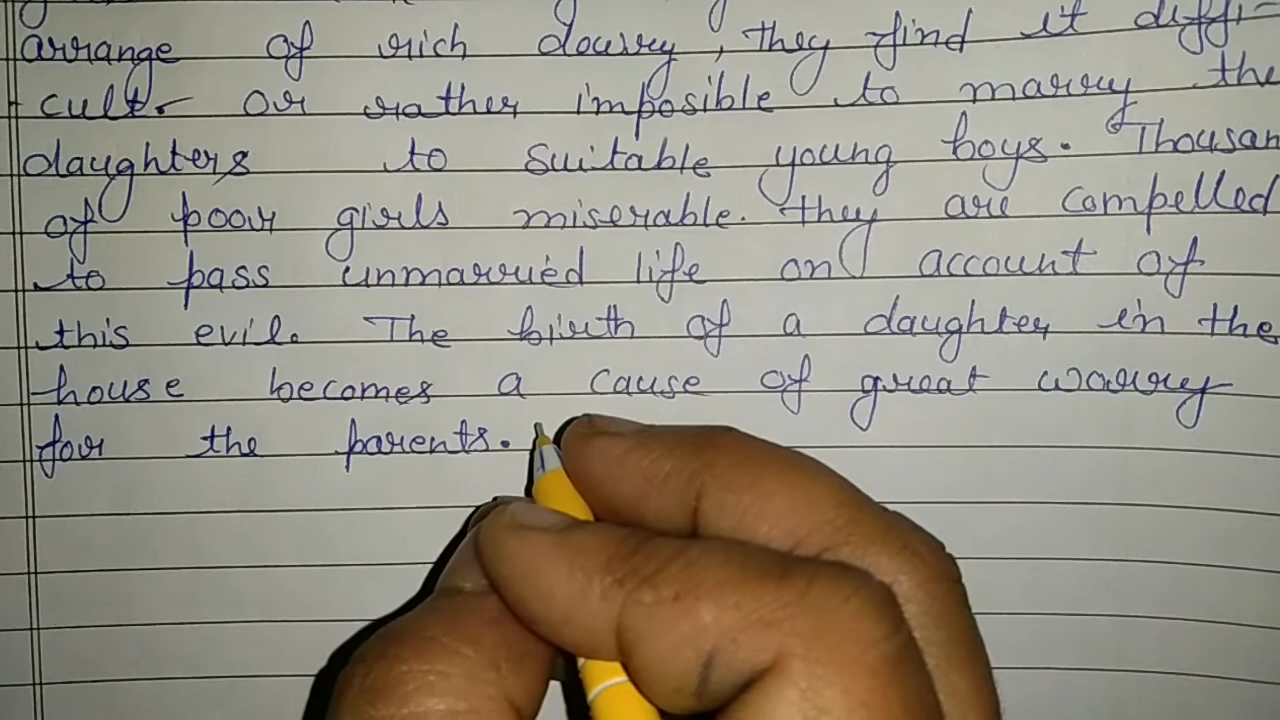 arrange of rich dowry, they find it diffi-
cult or rather imposible to marry the
daughters to suitable young boys. Thousan
of poor girls miserable. they are compelled
to pass unmarried life on account of
this evil. The birth of a daughter in the
house becomes a cause of great worry
for the parents.